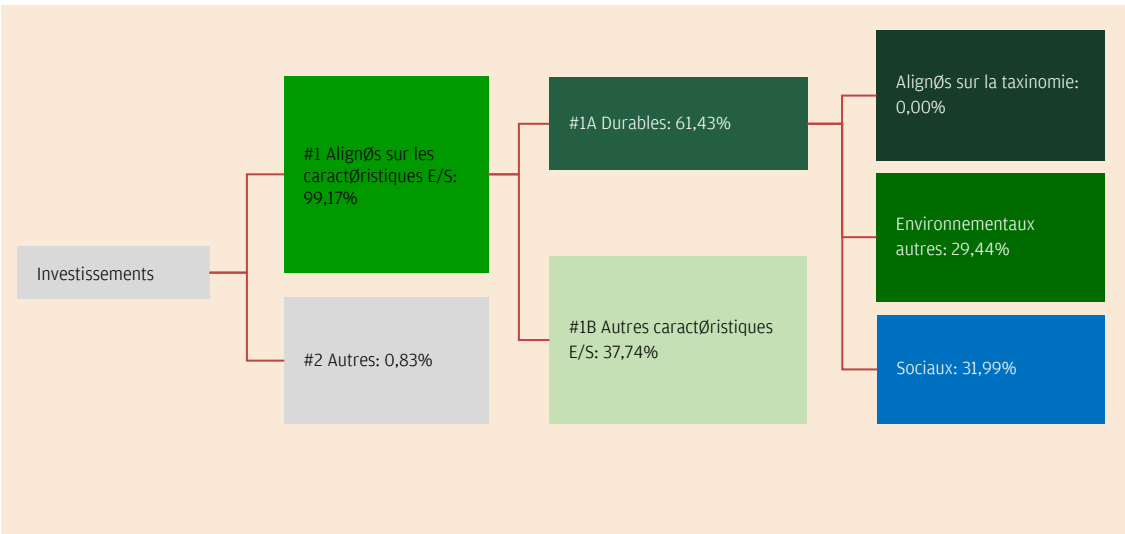 Investissements
#1 AlignØs sur les
caractØristiques E/S:
99,17%
#2 Autres: 0,83%
#1A Durables: 61,43%
#1B Autres caractØristiques
E/S: 37,74%
AlignØs sur la taxinomie:
0,00%
Environnementaux
autres: 29,44%
Sociaux: 31,99%